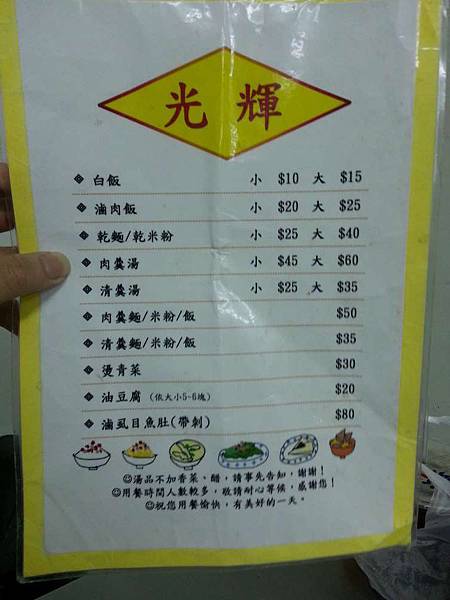 光輝
白飯 小 $10 大 $15
滷肉飯 小 $20 大 $25
乾麵/乾米粉 小 $25 大 $40
肉羹湯 小 $45 大 $60
清羹湯 小 $25 大 $35
肉羹麵/米粉/飯 $50
清羹麵/米粉/飯 $35
燙青菜 $30
油豆腐 (依大小5-6塊) $20
滷虱目魚肚(帶刺) $80
☺湯品不加香菜、醋，請事先告知，謝謝！
☺用餐時間人數較多，敬請耐心等候，感謝您！
☺祝您用餐愉快，有美好的一天。